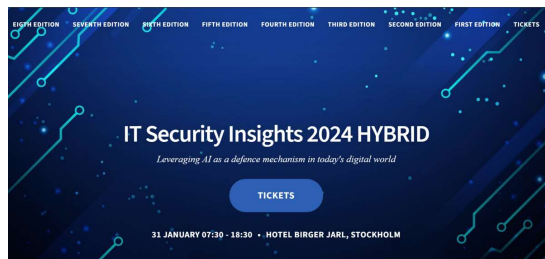 EIGTH EDITION SEVENTH EDITION SIXTH EDITION FIFTH EDITION FOURTH EDITION THIRD EDITION SECOND EDITION FIRST EDITION TICKETS
IT Security Insights 2024 HYBRID
Leveraging AI as a defence mechanism in today's digital world
TICKETS
31 JANUARY 07:30 - 18:30 • HOTEL BIRGER JARL, STOCKHOLM